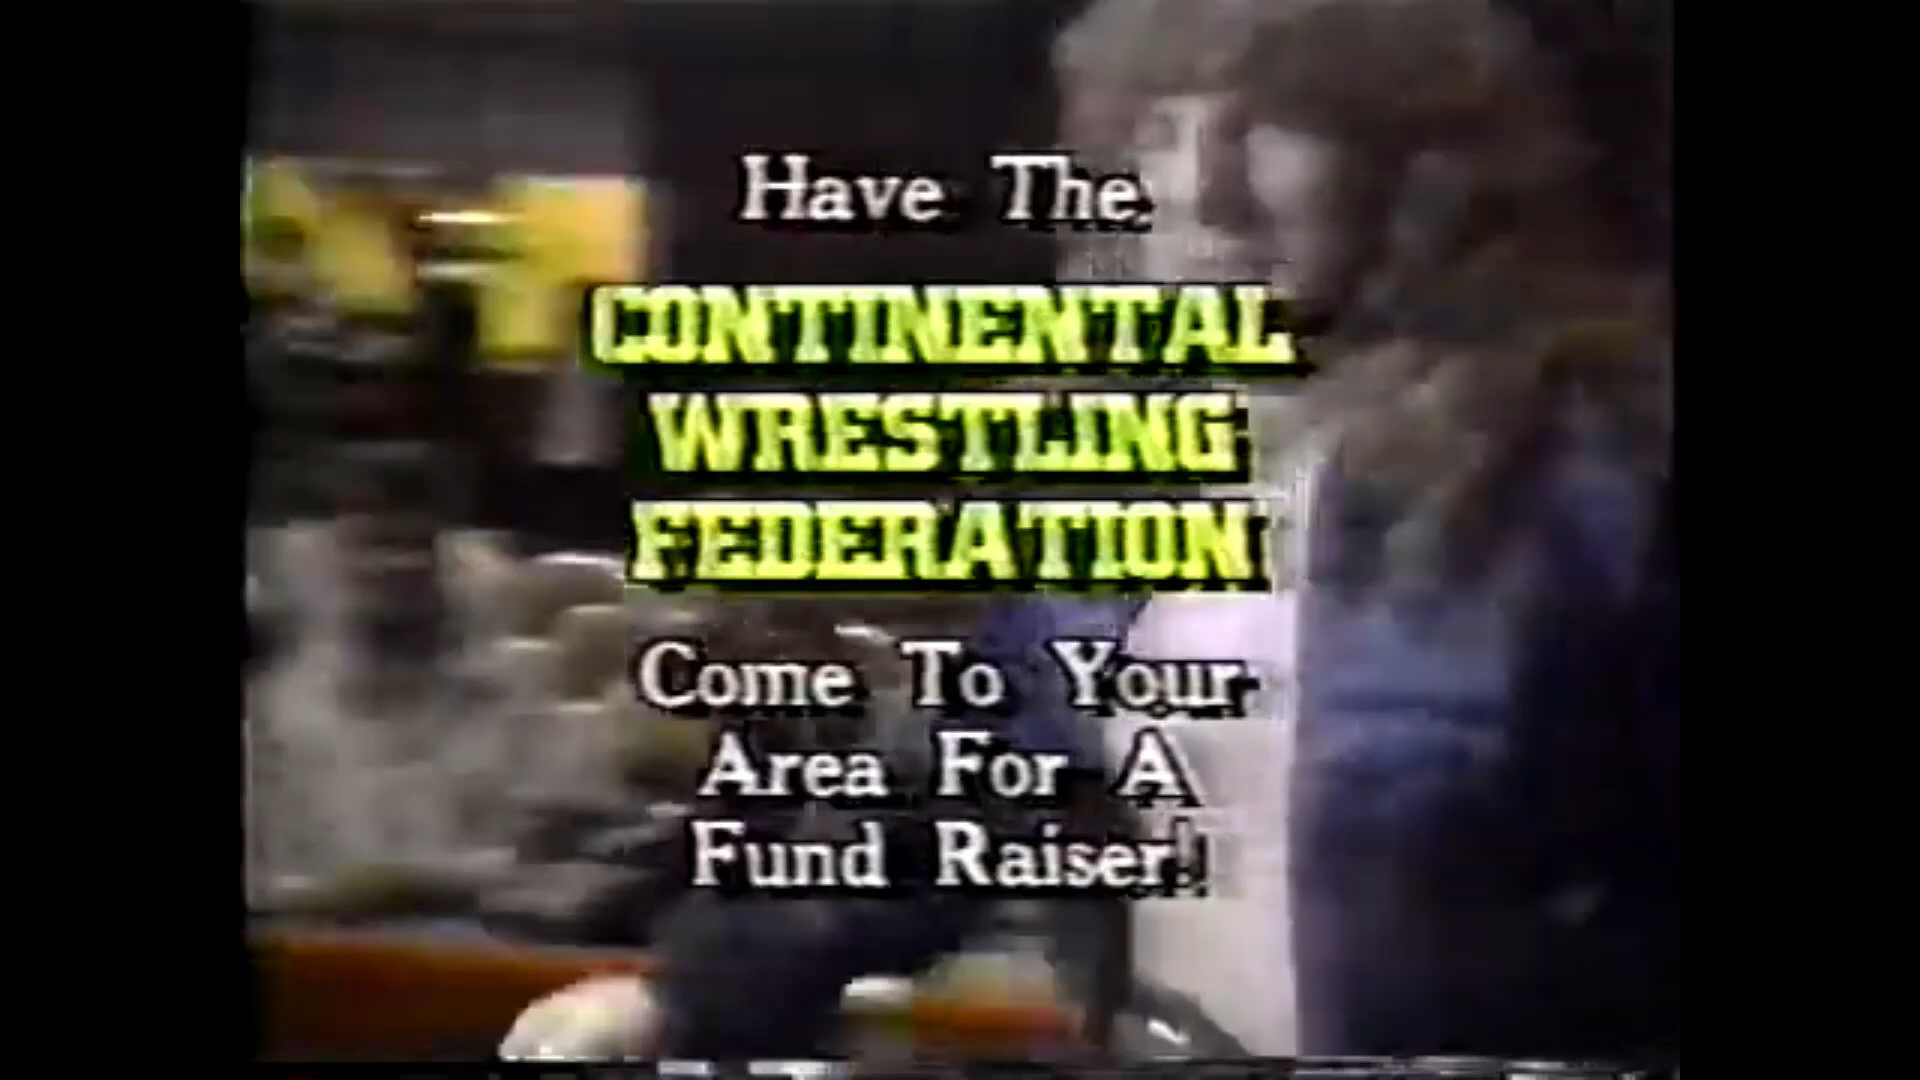 Have The
CONTINENTAL
WRESTLING
FEDERATION
Come To Your
Area For A
Fund Raiser!